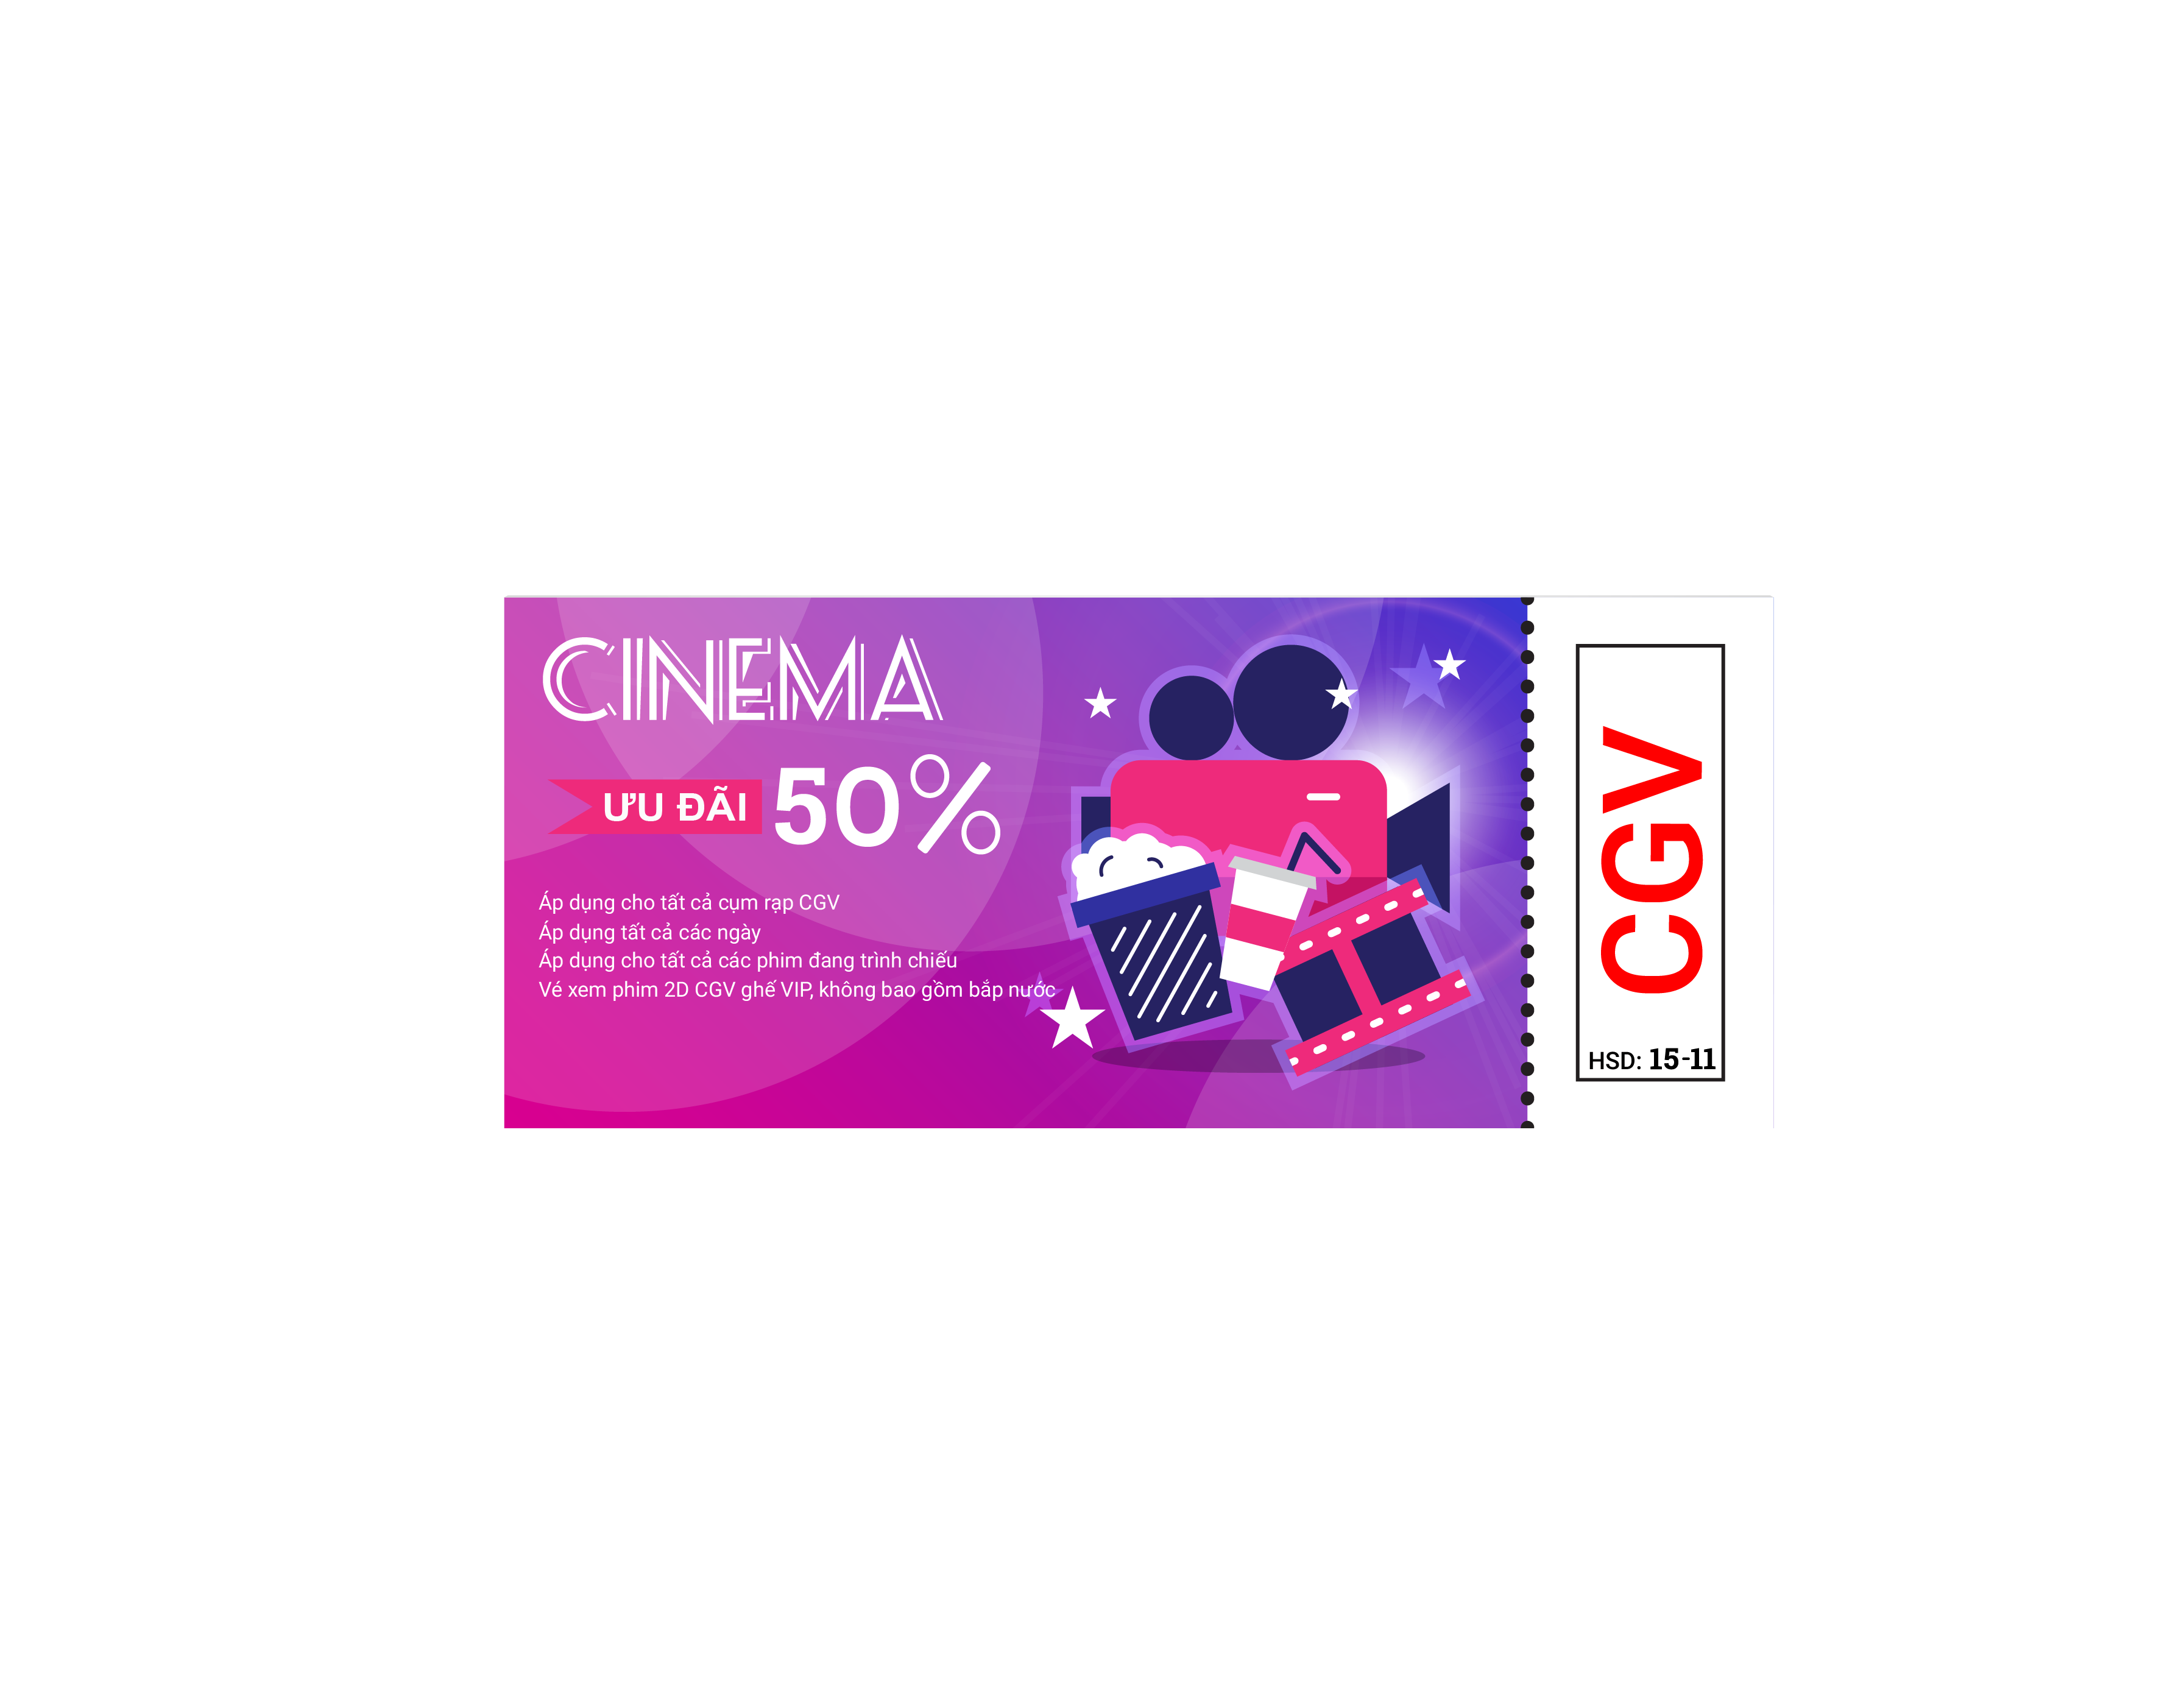 CINEMA
ƯU ĐÃI 50%
Áp dụng cho tất cả cụm rạp CGV
Áp dụng tất cả các ngày
Áp dụng cho tất cả các phim đang trình chiếu
Vé xem phim 2D CGV ghế VIP, không bao gồm bắp nước
CGV
HSD: 15-11